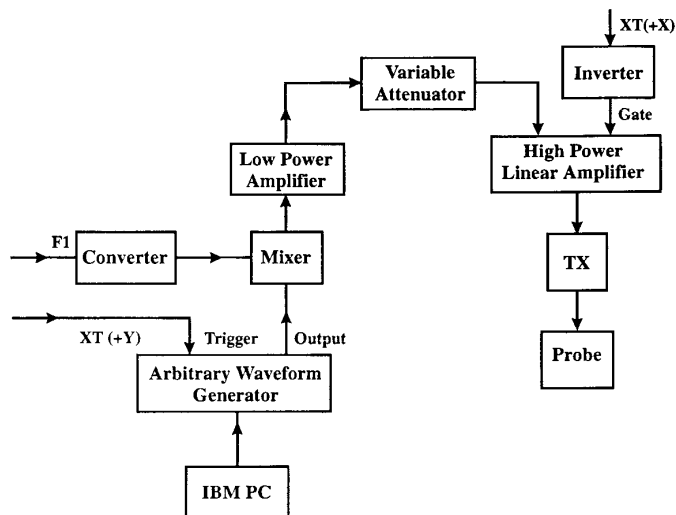 XT(+X)
Variable
Attenuator
Inverter
Gate
Low Power
Amplifier
High Power
Linear Amplifier
F1
Converter
Mixer
TX
XT (+Y)
Trigger
Output
Probe
Arbitrary Waveform
Generator
IBM PC